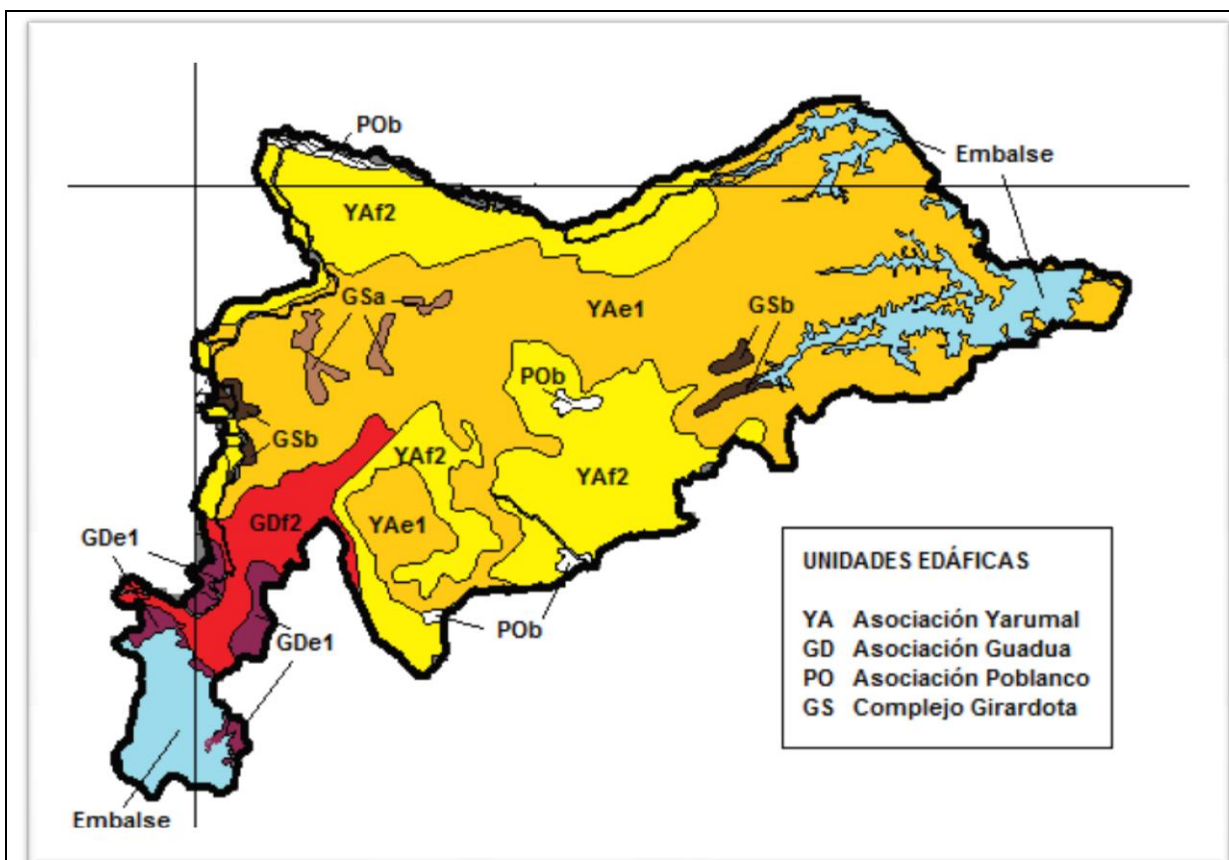 POb
Embalse
YAf2
GSa
YAe1
GSb
POb
GSb
YAf2
YAf2
YAe1
GDf2
GDe1
GDe1
POb
Embalse
UNIDADES EDÁFICAS
YA Asociación Yarumal
GD Asociación Guadua
PO Asociación Poblanco
GS Complejo Girardota